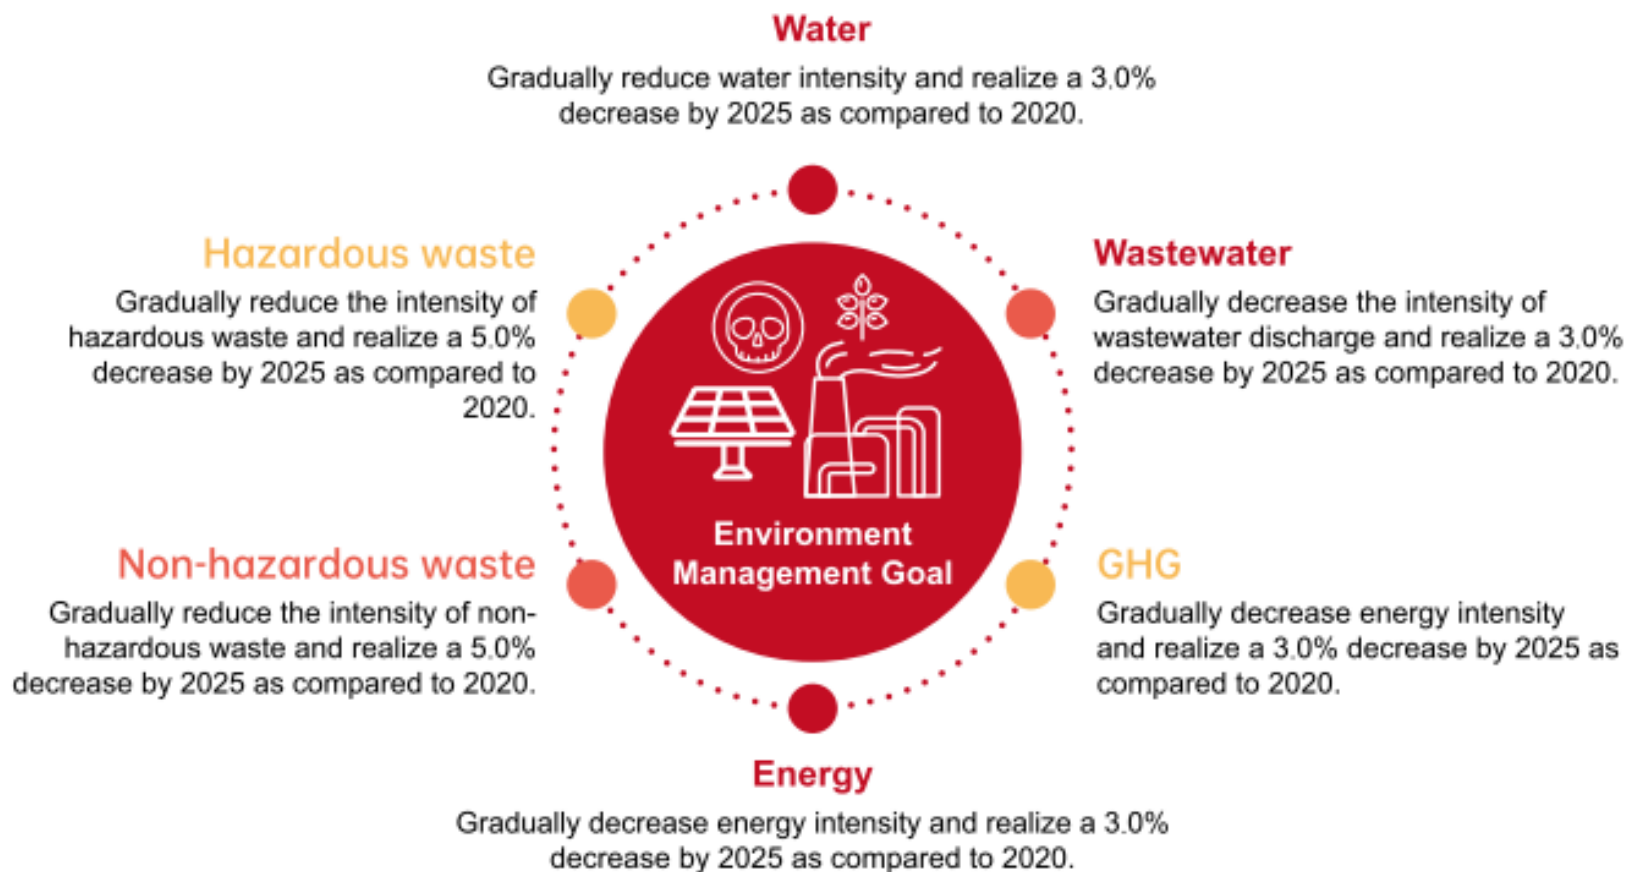 Water
Gradually reduce water intensity and realize a 3.0%
decrease by 2025 as compared to 2020.
Hazardous waste
Gradually reduce the intensity of
hazardous waste and realize a 5.0%
decrease by 2025 as compared to
2020.
Wastewater
Gradually decrease the intensity of
wastewater discharge and realize a 3.0%
decrease by 2025 as compared to 2020.
Environment
Management Goal
Non-hazardous waste
Gradually reduce the intensity of non-
hazardous waste and realize a 5.0%
decrease by 2025 as compared to 2020.
GHG
Gradually decrease energy intensity
and realize a 3.0% decrease by 2025 as
compared to 2020.
Energy
Gradually decrease energy intensity and realize a 3.0%
decrease by 2025 as compared to 2020.